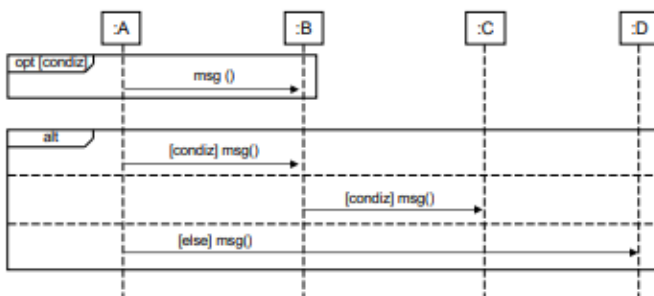 :A :B :C :D
opt [condiz]
msg ()
alt
[condiz] msg()
[condiz] msg()
[else] msg()